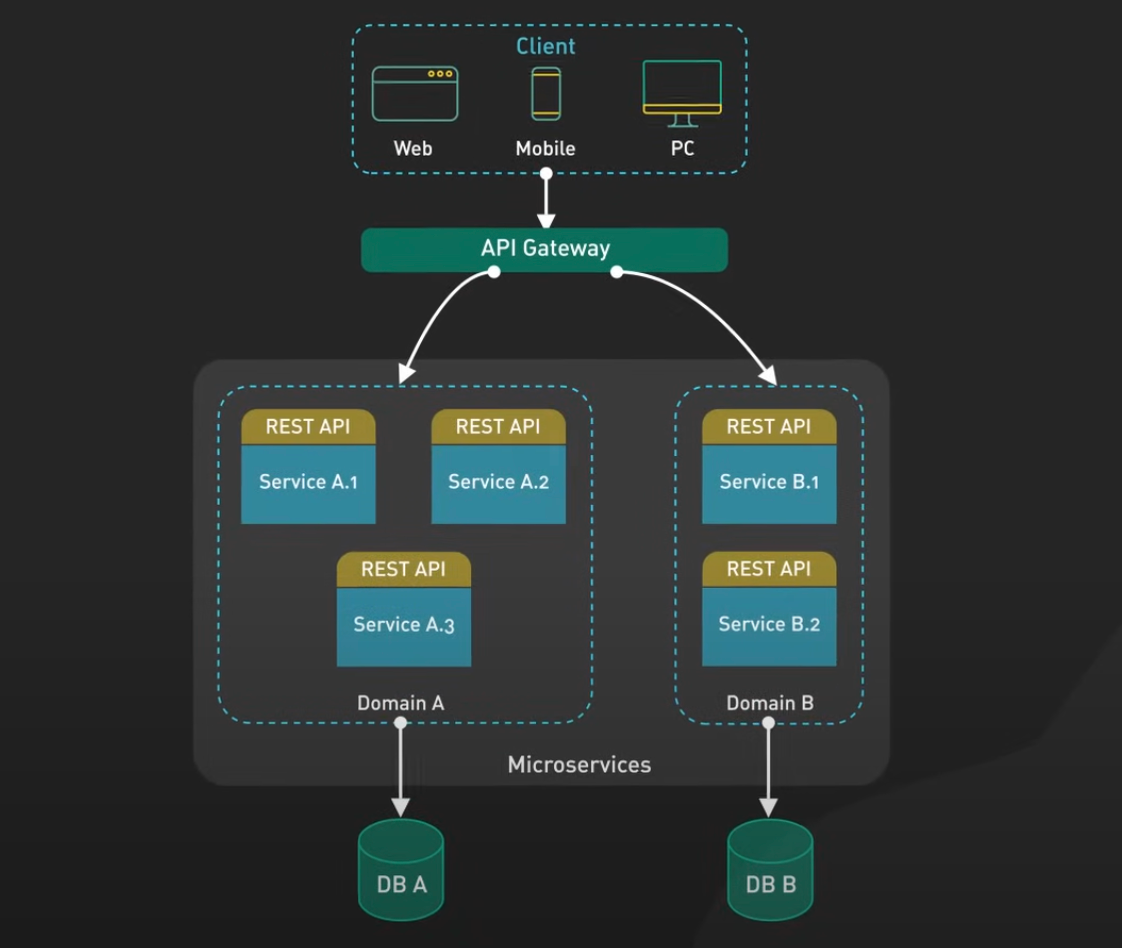 Client
Web
Mobile
PC
API Gateway
REST API
Service A.1
REST API
Service A.2
REST API
Service A.3
Domain A
REST API
Service B.1
REST API
Service B.2
Domain B
Microservices
DB A
DB B